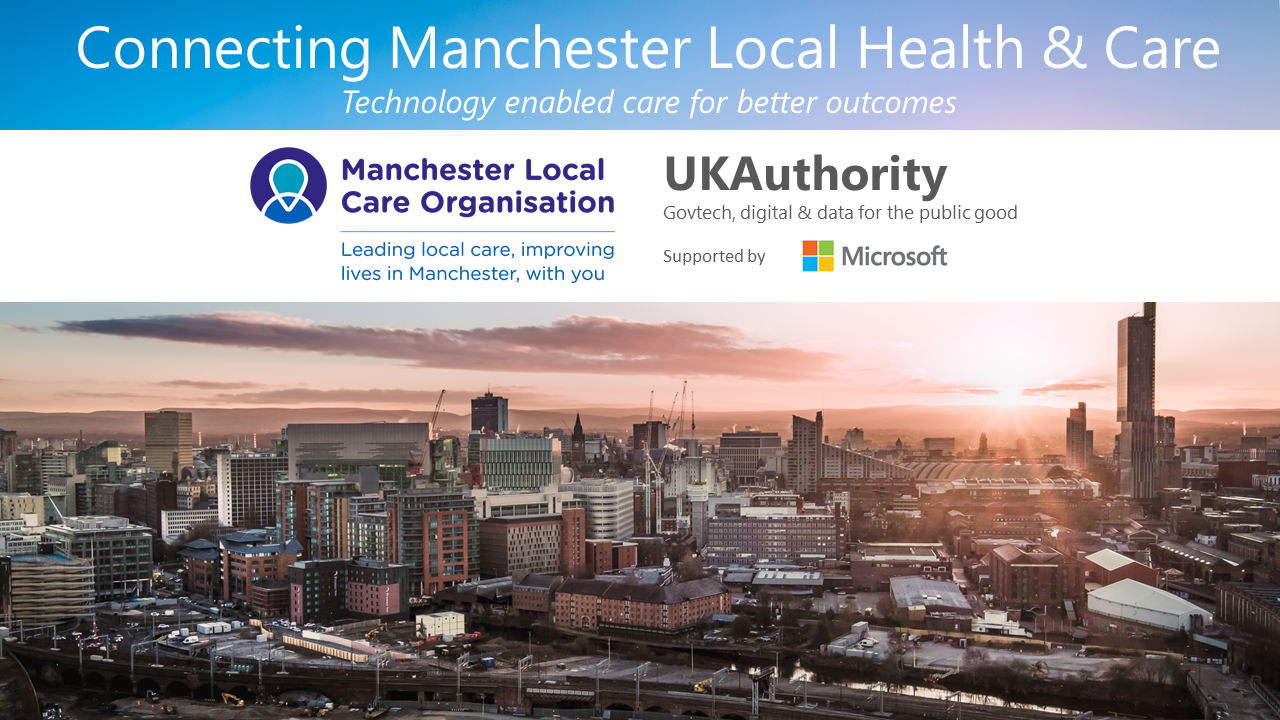 Connecting Manchester Local Health & Care
Technology enabled care for better outcomes
Manchester Local
Care Organisation
Leading local care, improving
lives in Manchester, with you
UKAuthority
Govtech, digital & data for the public good
Supported by
Microsoft